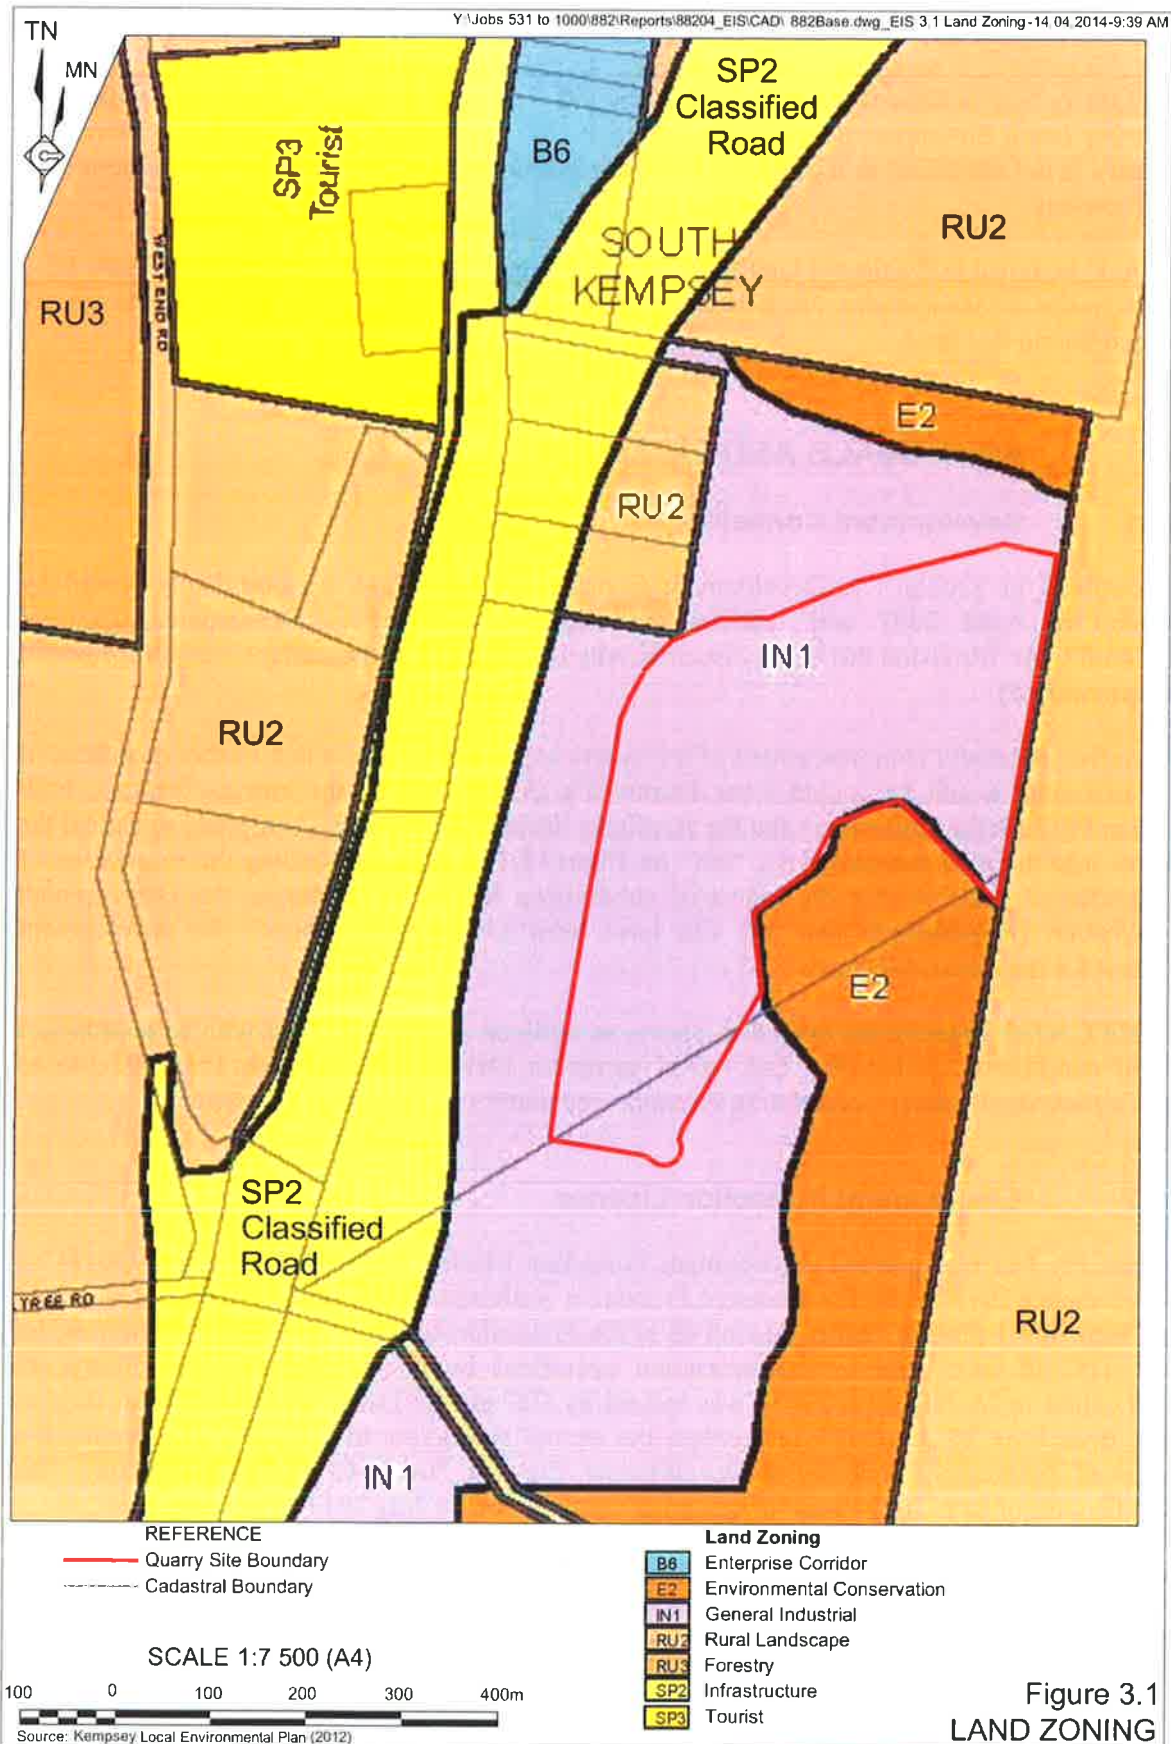 Y:\Jobs 531 to 1000\882\Reports\88204_EIS\CAD\ 882Base.dwg_EIS 3.1 Land Zoning-14.04.2014-9:39 AM
TN
MN
SP2
Classified
Road
B6
SP3
Tourist
SOUTH
KEMPSEY
RU2
RU3
WEST END RD
E2
RU2
IN1
RU2
E2
SP2
Classified
Road
TREE RD
RU2
IN1
REFERENCE
Quarry Site Boundary
Cadastral Boundary
SCALE 1:7 500 (A4)
100 0 100 200 300 400m
Source: Kempsey Local Environmental Plan (2012)
Land Zoning
B6 Enterprise Corridor
E2 Environmental Conservation
IN1 General Industrial
RU2 Rural Landscape
RU3 Forestry
SP2 Infrastructure
SP3 Tourist
Figure 3.1
LAND ZONING